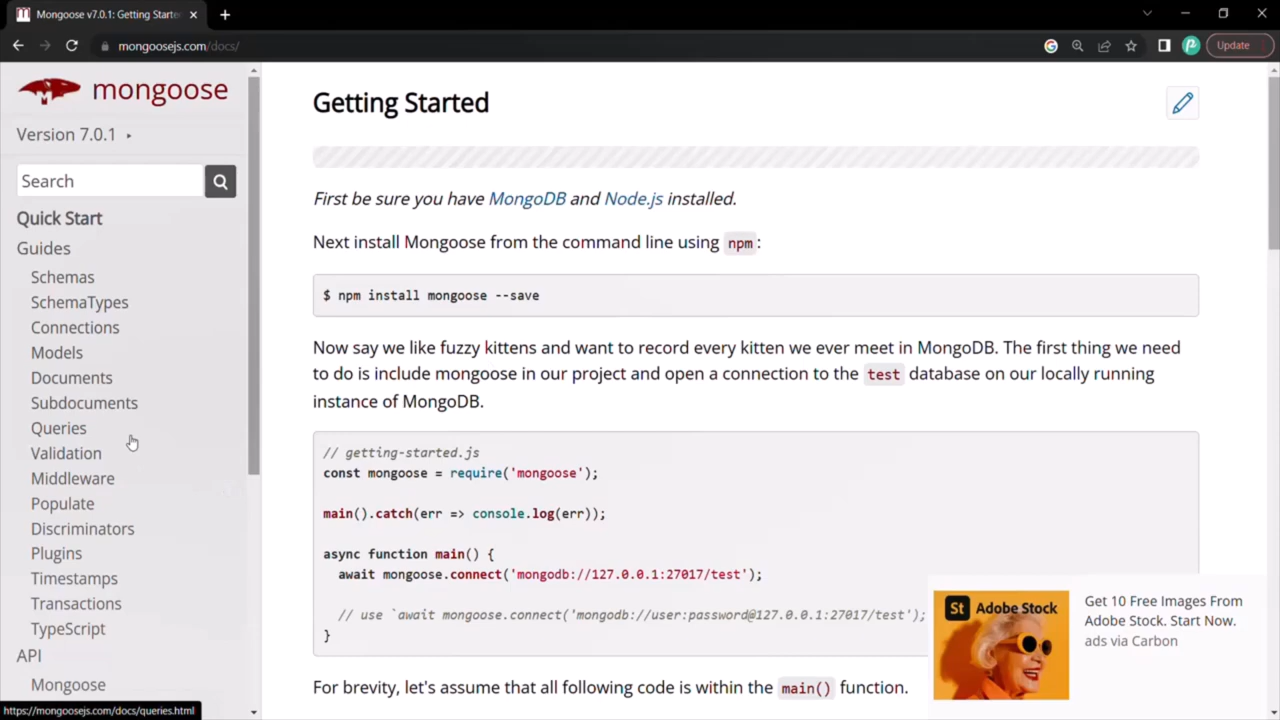 Mongoose v7.0.1: Getting Starte
mongoosejs.com/docs/
Update
mongoose
Version 7.0.1
Search
Quick Start
Guides
Schemas
SchemaTypes
Connections
Models
Documents
Subdocuments
Queries
Validation
Middleware
Populate
Discriminators
Plugins
Timestamps
Transactions
TypeScript
API
Mongoose
https://mongoosejs.com/docs/queries.html
Getting Started
First be sure you have MongoDB and Node.js installed.
Next install Mongoose from the command line using npm:
$ npm install mongoose --save
Now say we like fuzzy kittens and want to record every kitten we ever meet in MongoDB. The first thing we need
to do is include mongoose in our project and open a connection to the test database on our locally running
instance of MongoDB.
// getting-started.js
const mongoose = require('mongoose');
main().catch(err => console.log(err));
async function main() {
await mongoose.connect('mongodb://127.0.0.1:27017/test');
// use `await mongoose.connect('mongodb://user:password@127.0.0.1:27017/test');
}
For brevity, let's assume that all following code is within the main() function.
St Adobe Stock
Get 10 Free Images From
Adobe Stock. Start Now.
ads via Carbon